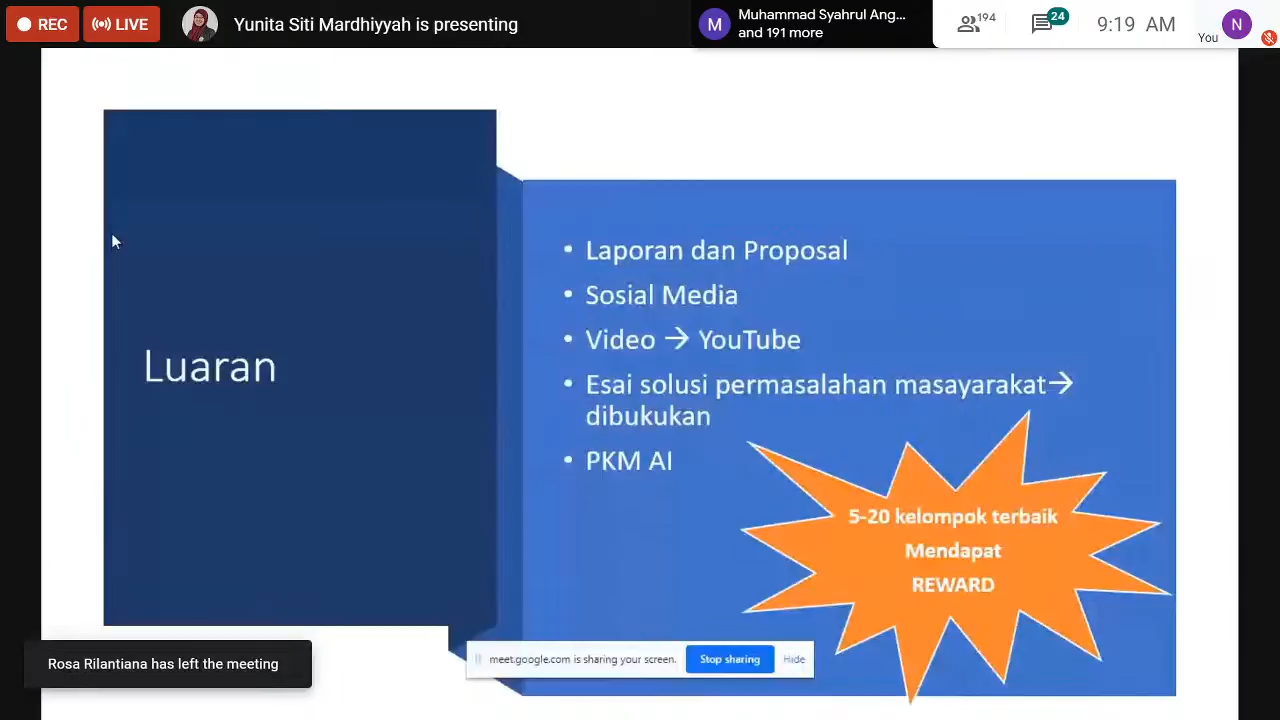 REC
LIVE
Yunita Siti Mardhiyyah is presenting
M
Muhammad Syahrul Ang...
and 191 more
194
24
9:19 AM
N
You
Luaran
• Laporan dan Proposal
• Sosial Media
• Video → YouTube
• Esai solusi permasalahan masayarakat→
dibukukan
• PKM AI
5-20 kelompok terbaik
Mendapat
REWARD
Rosa Rilantiana has left the meeting
meet.google.com is sharing your screen.
Stop sharing
Hide